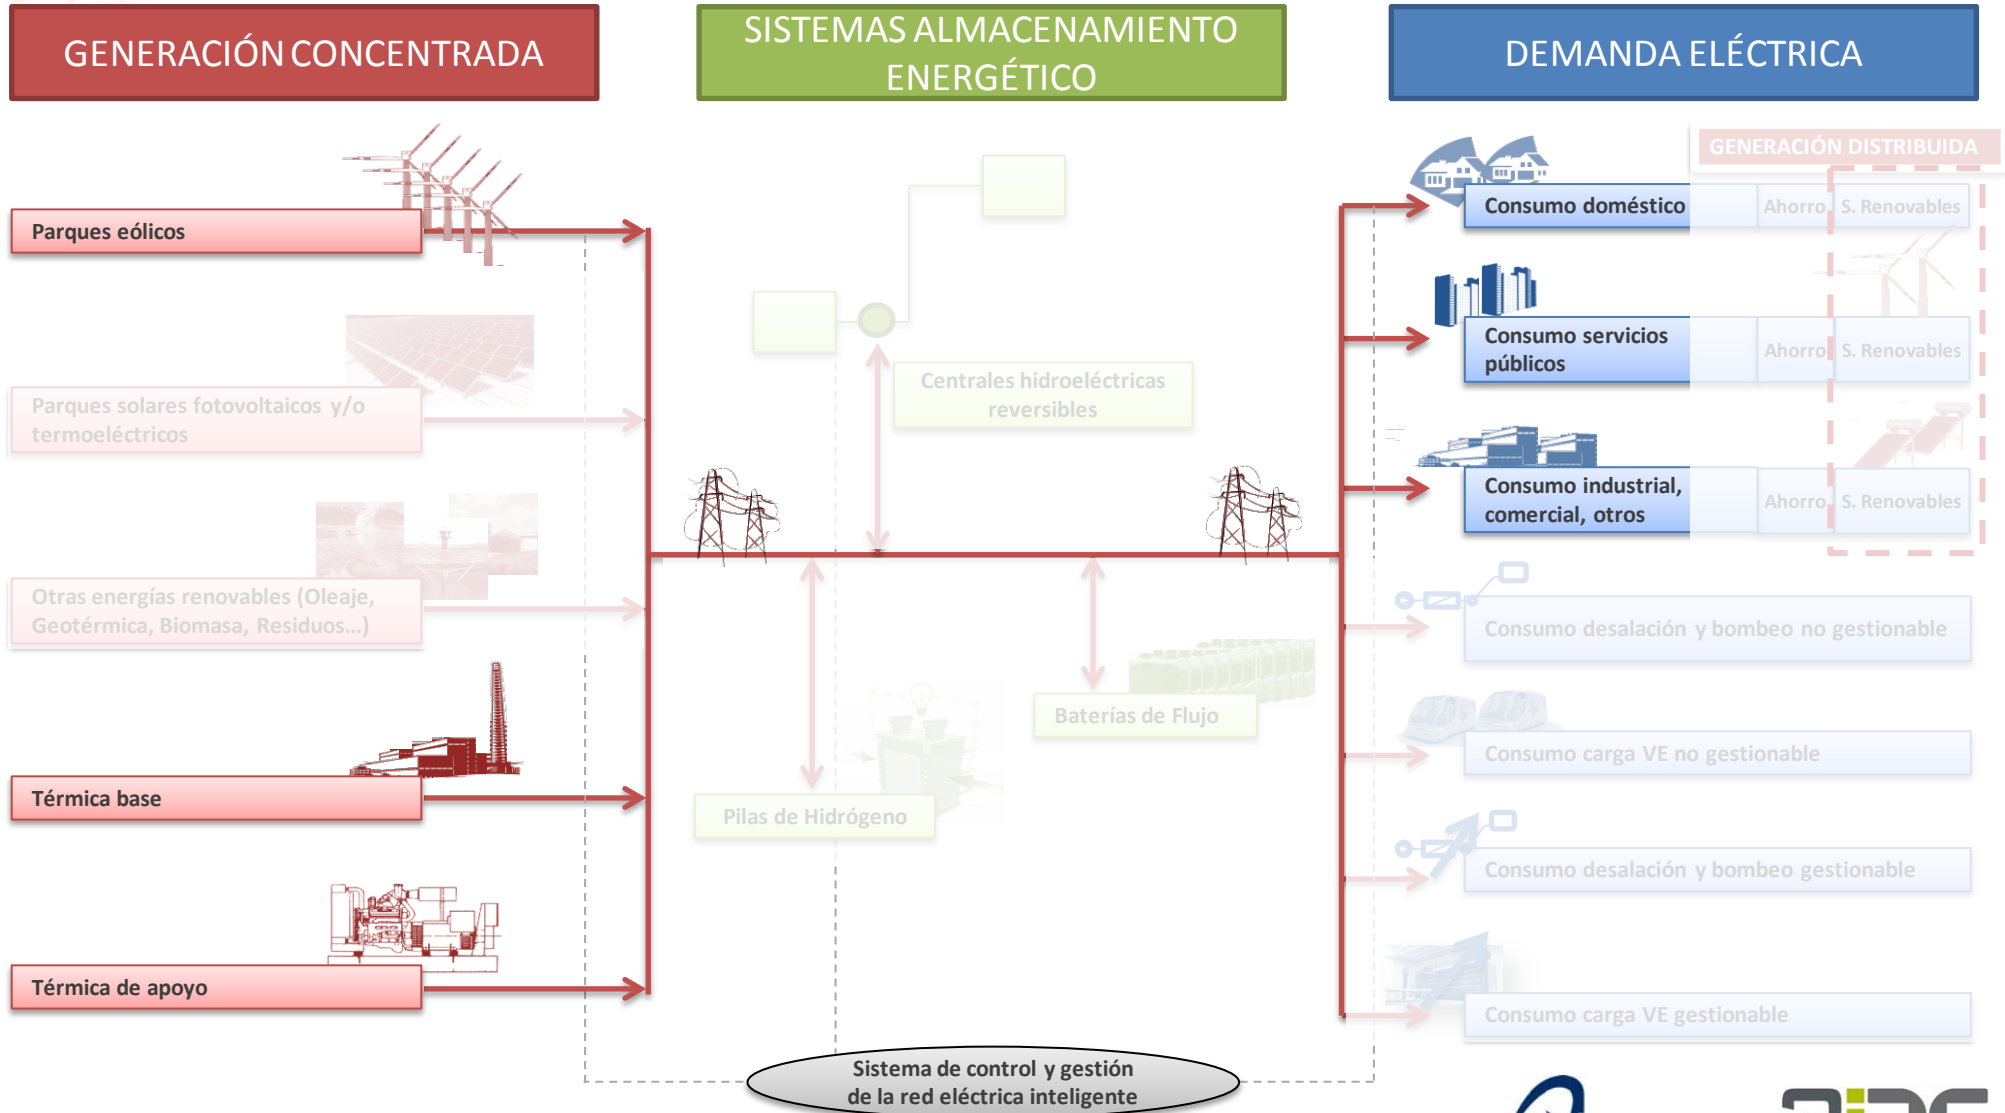 GENERACIÓN CONCENTRADA
SISTEMAS ALMACENAMIENTO
ENERGÉTICO
DEMANDA ELÉCTRICA
Parques eólicos
Parques solares fotovoltaicos y/o
termoeléctricos
Otras energías renovables (Oleaje,
Geotérmica, Biomasa, Residuos...)
Térmica base
Térmica de apoyo
Centrales hidroeléctricas
reversibles
Baterías de Flujo
Pilas de Hidrógeno
GENERACIÓN DISTRIBUIDA
Consumo doméstico
Ahorro
S. Renovables
Consumo servicios
públicos
Ahorro
S. Renovables
Consumo industrial,
comercial, otros
Ahorro
S. Renovables
Consumo desalación y bombeo no gestionable
Consumo carga VE no gestionable
Consumo desalación y bombeo gestionable
Consumo carga VE gestionable
Sistema de control y gestión
de la red eléctrica inteligente